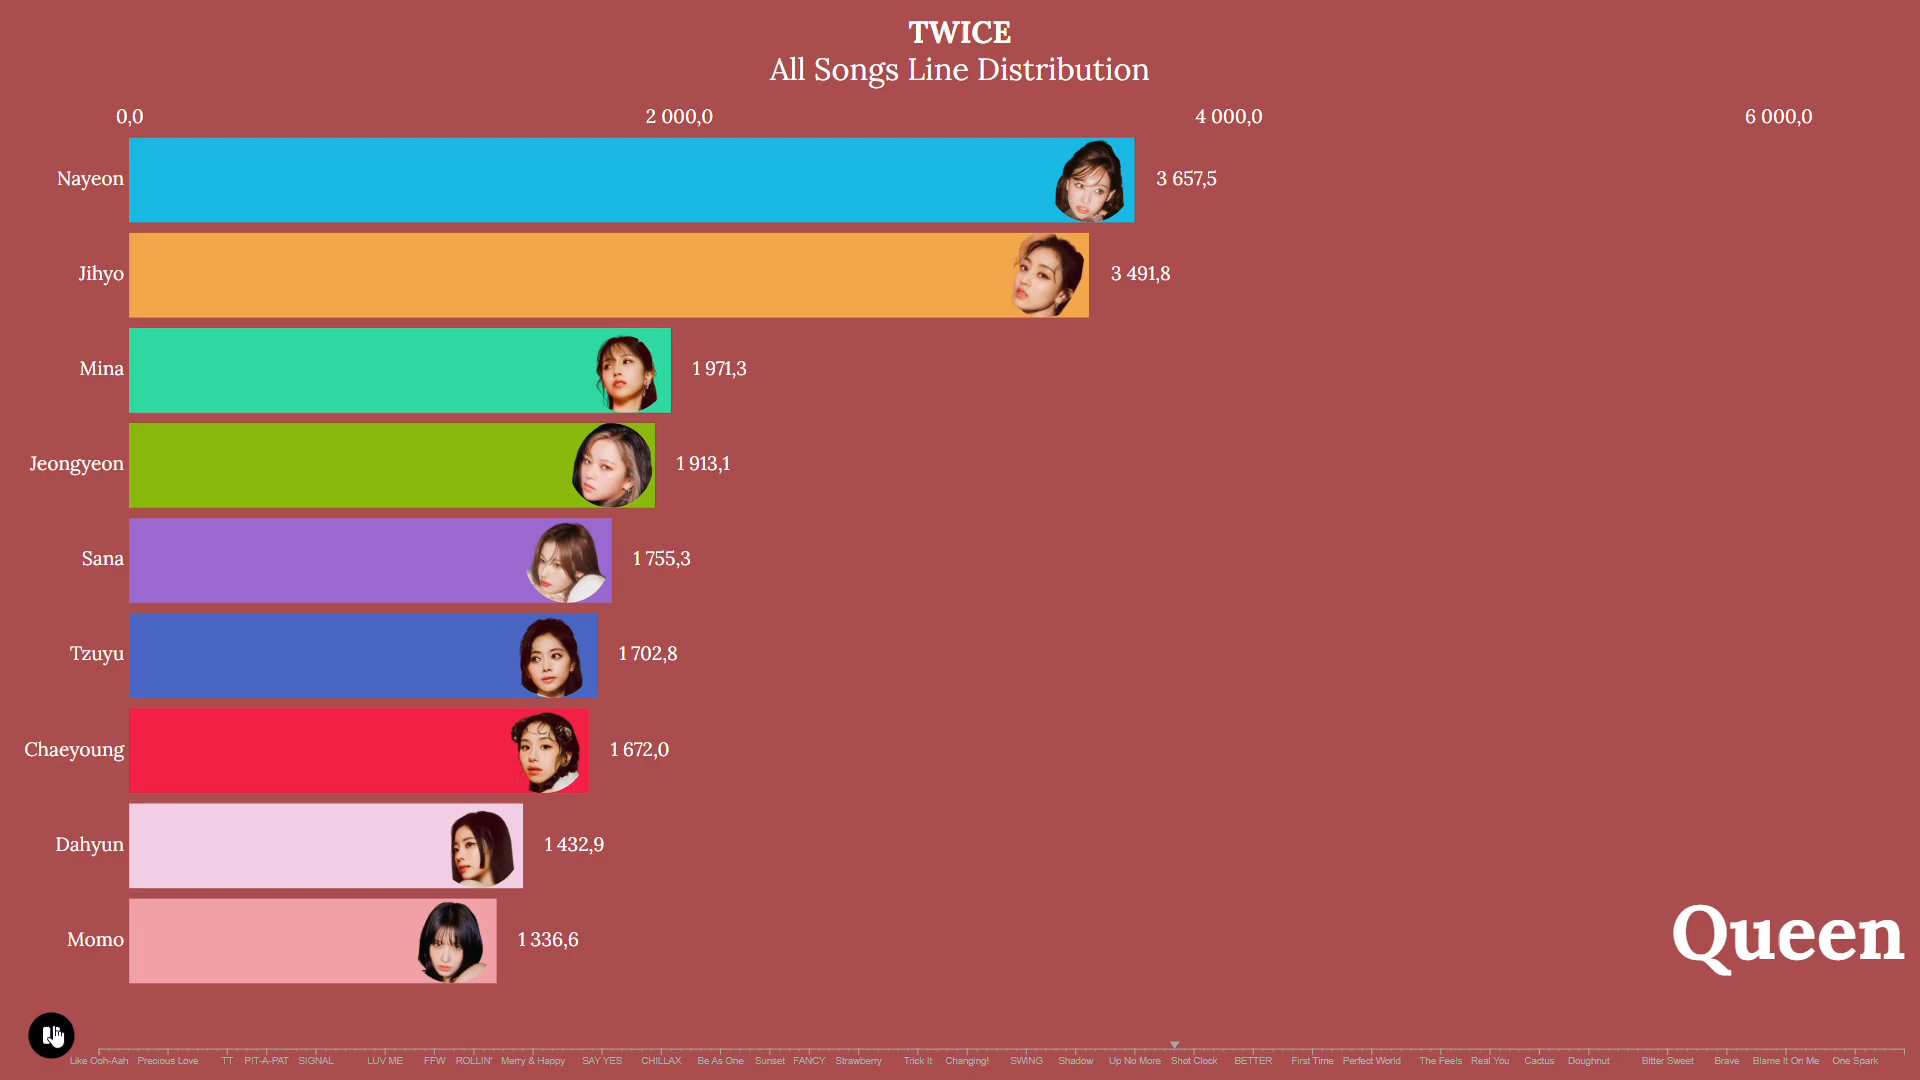 TWICE
All Songs Line Distribution
0,0 2 000,0 4 000,0 6 000,0
Nayeon 3 657,5
Jihyo 3 491,8
Mina 1 971,3
Jeongyeon 1 913,1
Sana 1 755,3
Tzuyu 1 702,8
Chaeyoung 1 672,0
Dahyun 1 432,9
Momo 1 336,6
Queen
Like Ooh-Aah Precious Love TT PIT-A-PAT SIGNAL LUV ME FFW ROLLIN' Merry & Happy SAY YES CHILLAX Be As One Sunset FANCY Strawberry Trick It Changing! SWING Shadow Up No More Shot Clock BETTER First Time Perfect World The Feels Real You Cactus Doughnut Bitter Sweet Brave Blame It On Me One Spark